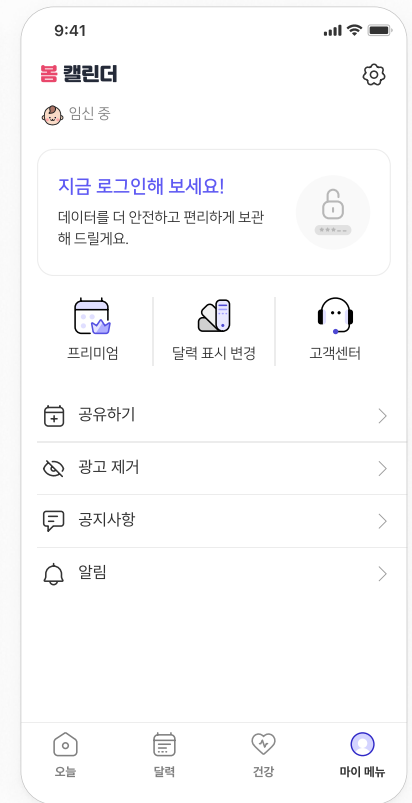 9:41
봄 캘린더
임신 중
지금 로그인해 보세요!
데이터를 더 안전하고 편리하게 보관
해 드릴게요.
***--
프리미엄
달력 표시 변경
고객센터
공유하기
광고 제거
공지사항
알림
오늘
달력
건강
마이 메뉴